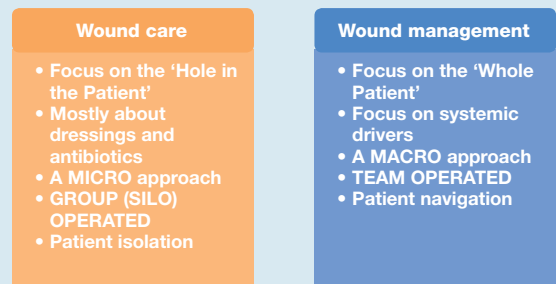 Wound care
• Focus on the ‘Hole in
the Patient’
• Mostly about
dressings and
antibiotics
• A MICRO approach
• GROUP (SILO)
OPERATED
• Patient isolation
Wound management
• Focus on the ‘Whole
Patient’
• Focus on systemic
drivers
• A MACRO approach
• TEAM OPERATED
• Patient navigation